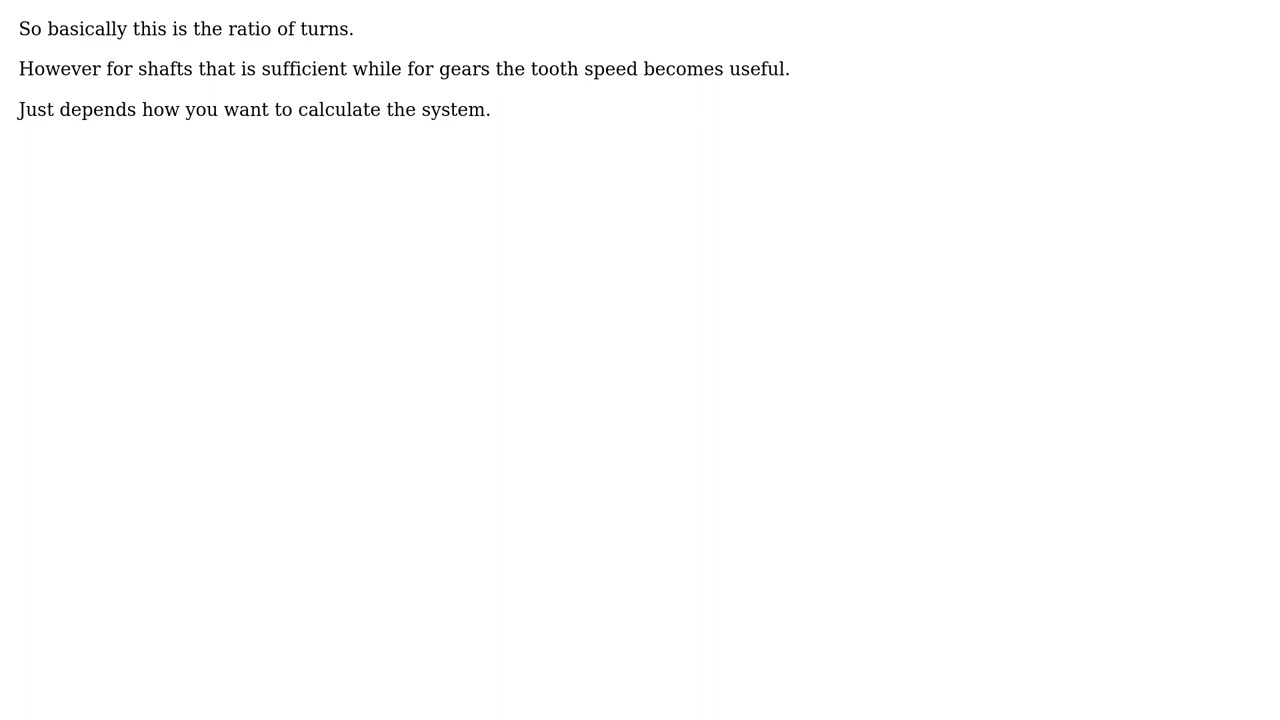 So basically this is the ratio of turns.
However for shafts that is sufficient while for gears the tooth speed becomes useful.
Just depends how you want to calculate the system.